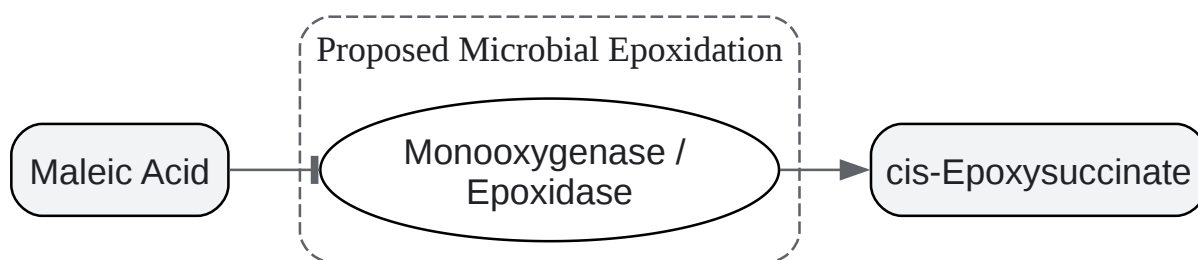 Proposed Microbial Epoxidation
Maleic Acid
Monooxygenase /
Epoxidase
cis-Epoxysuccinate